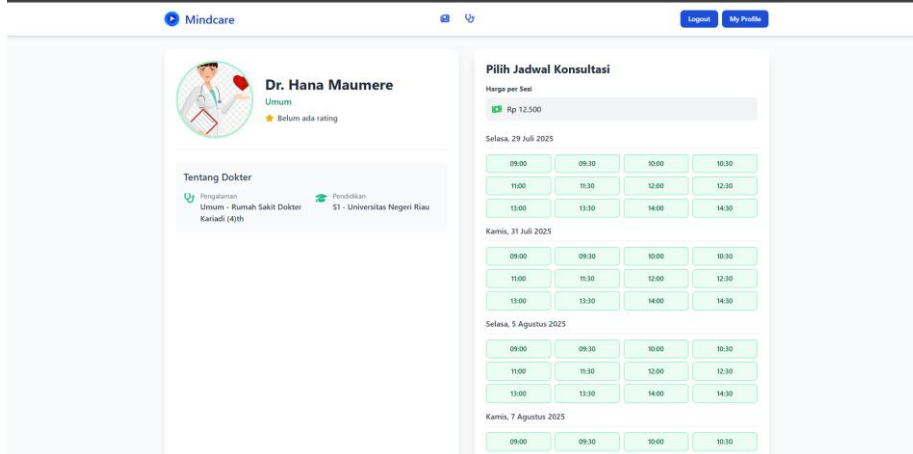 Mindcare
Logout
My Profile
Dr. Hana Maumere
Umum
Belum ada rating
Tentang Dokter
Pengalaman
Umum - Rumah Sakit Dokter
Kariadi (4)th
Pendidikan
S1 - Universitas Negeri Riau
Pilih Jadwal Konsultasi
Harga per Sesi
Rp 12.500
Selasa, 29 Juli 2025
09:00 09:30 10:00 10:30
11:00 11:30 12:00 12:30
13:00 13:30 14:00 14:30
Kamis, 31 Juli 2025
09:00 09:30 10:00 10:30
11:00 11:30 12:00 12:30
13:00 13:30 14:00 14:30
Selasa, 5 Agustus 2025
09:00 09:30 10:00 10:30
11:00 11:30 12:00 12:30
13:00 13:30 14:00 14:30
Kamis, 7 Agustus 2025
09:00 09:30 10:00 10:30